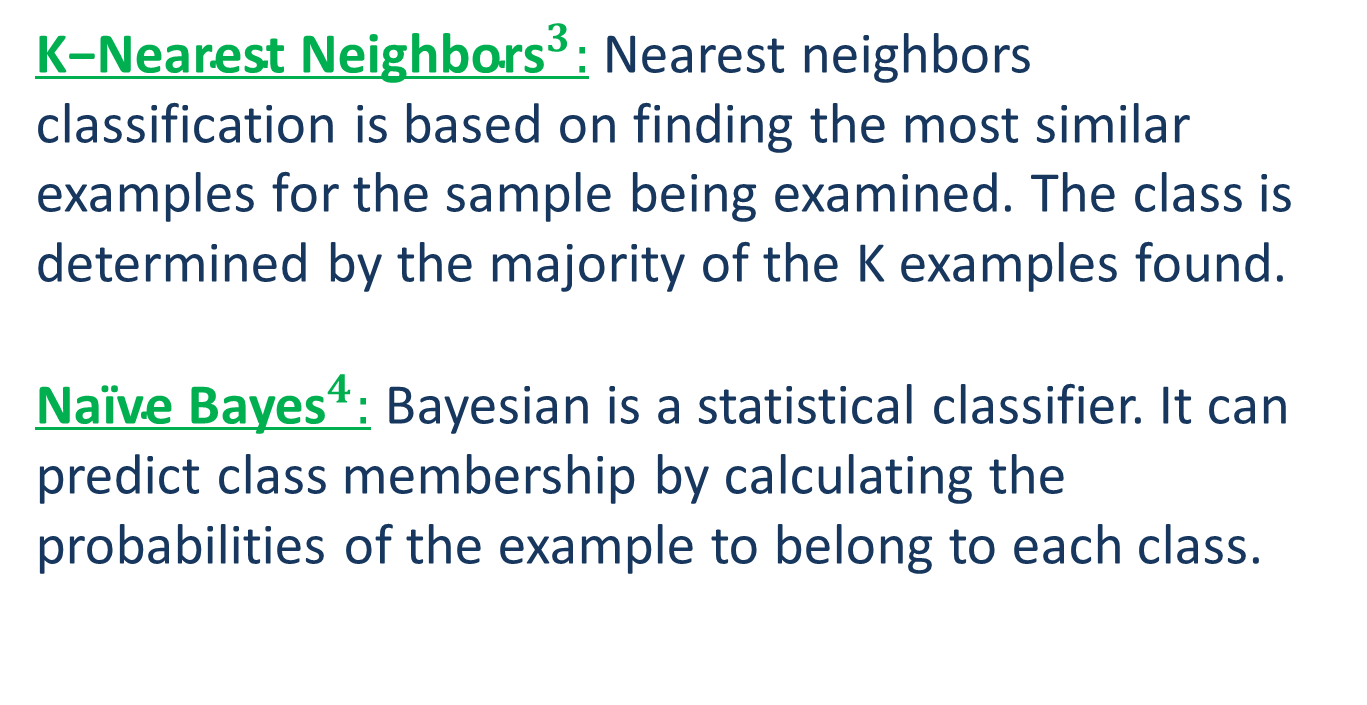 K−Nearest Neighbors³: Nearest neighbors
classification is based on finding the most similar
examples for the sample being examined. The class is
determined by the majority of the K examples found.
Naïve Bayes⁴: Bayesian is a statistical classifier. It can
predict class membership by calculating the
probabilities of the example to belong to each class.